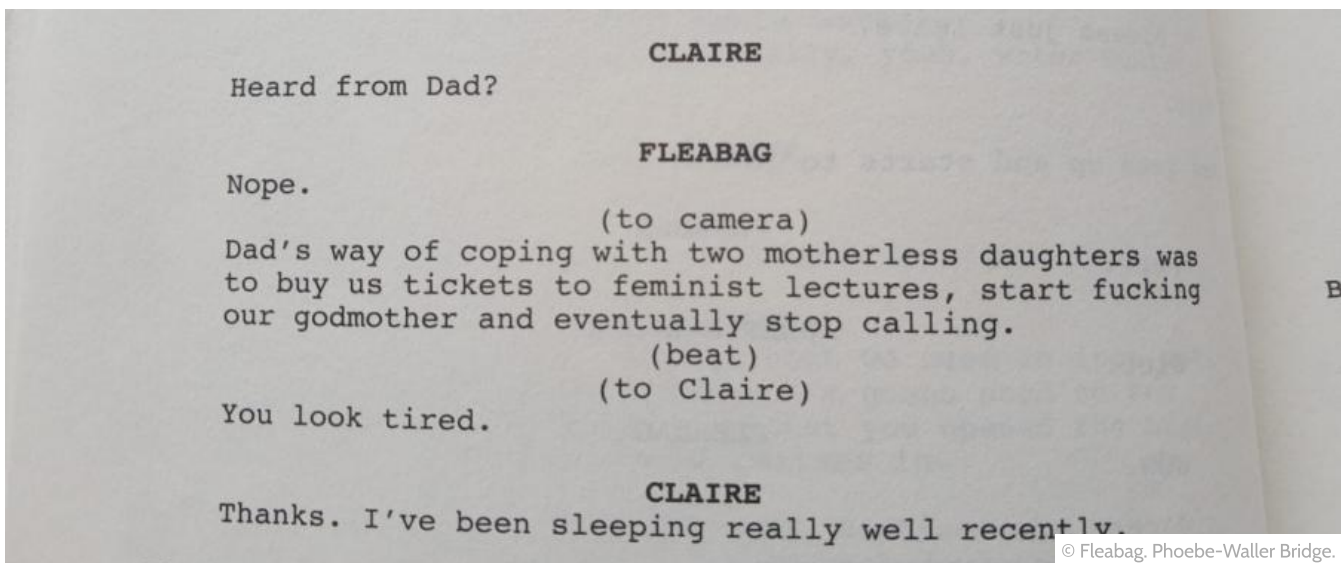 CLAIRE
Heard from Dad?
FLEABAG
Nope.
(to camera)
Dad's way of coping with two motherless daughters was
to buy us tickets to feminist lectures, start fucking
our godmother and eventually stop calling.
(beat)
(to Claire)
You look tired.
CLAIRE
Thanks. I've been sleeping really well recently.
© Fleabag. Phoebe-Waller Bridge.